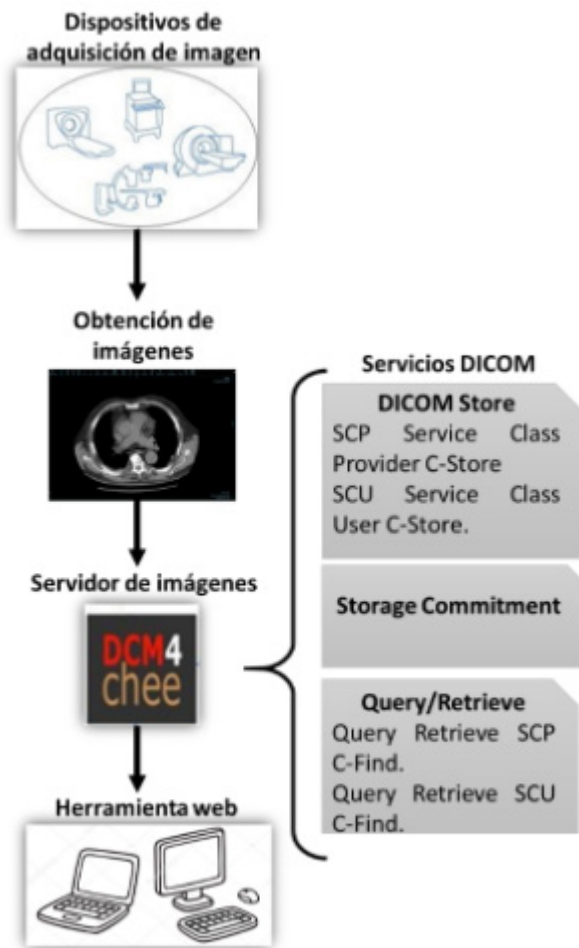 Dispositivos de
adquisición de imagen
Obtención de
imágenes
Servidor de imágenes
DCM4
chee
Herramienta web
Servicios DICOM
DICOM Store
SCP Service Class
Provider C-Store
SCU Service Class
User C-Store.
Storage Commitment
Query/Retrieve
Query Retrieve SCP
C-Find.
Query Retrieve SCU
C-Find.